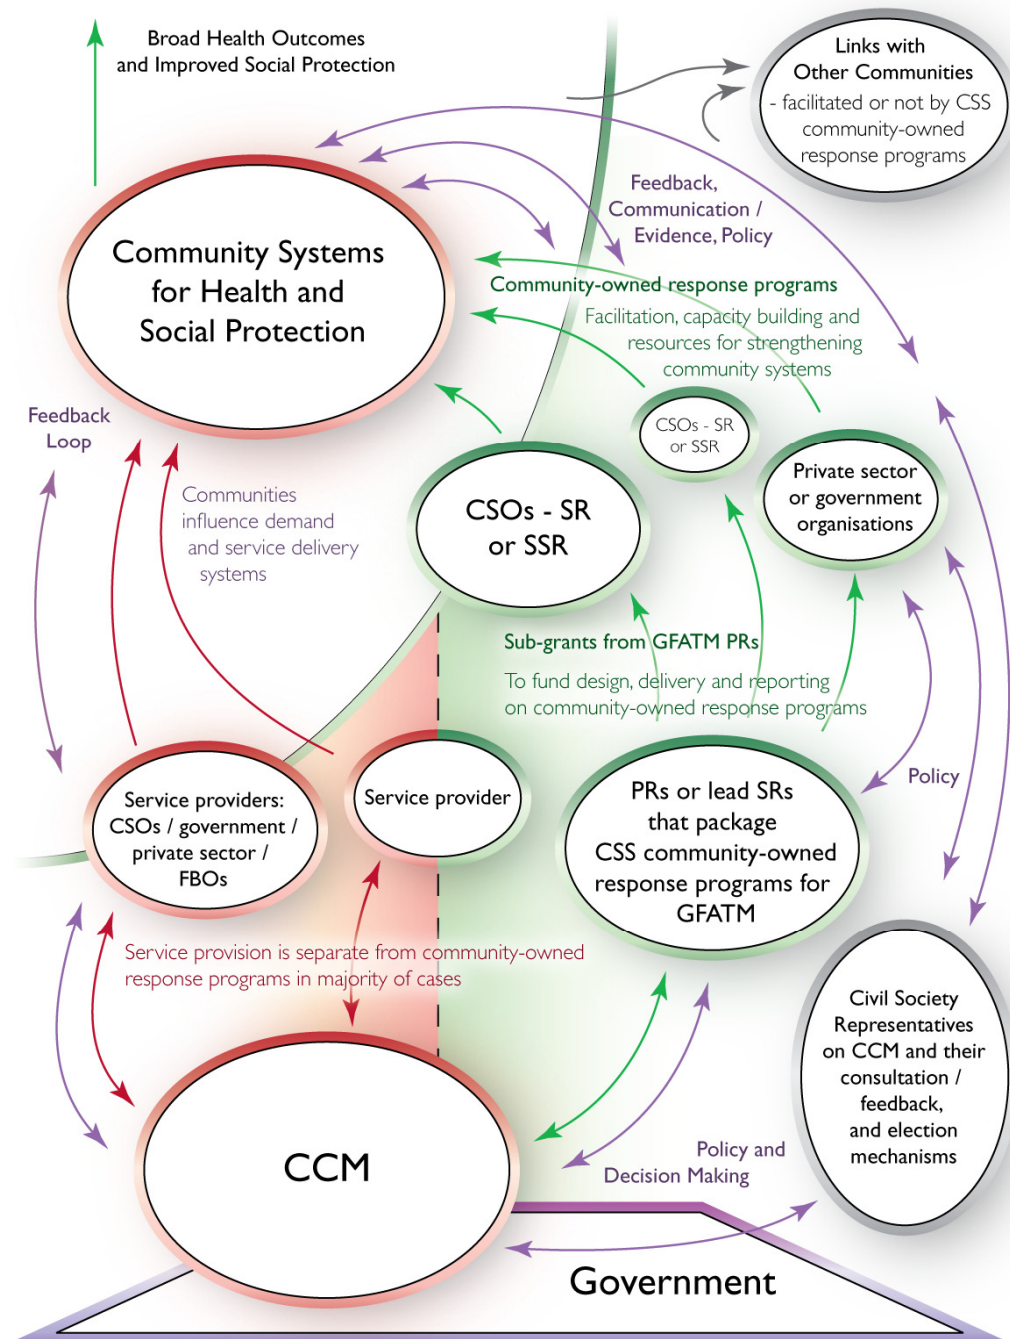 Broad Health Outcomes
and Improved Social Protection
Links with
Other Communities
- facilitated or not by CSS
community-owned
response programs
Feedback,
Communication /
Evidence, Policy
Community Systems
for Health and
Social Protection
Community-owned response programs
Facilitation, capacity building and
resources for strengthening
community systems
Feedback
Loop
CSOs - SR
or SSR
Private sector
or government
organisations
Communities
influence demand
and service delivery
systems
CSOs - SR
or SSR
Sub-grants from GFATM PRs
To fund design, delivery and reporting
on community-owned response programs
Policy
Service providers:
CSOs / government /
private sector /
FBOs
Service provider
PRs or lead SRs
that package
CSS community-owned
response programs for
GFATM
Service provision is separate from community-owned
response programs in majority of cases
Civil Society
Representatives
on CCM and their
consultation /
feedback,
and election
mechanisms
CCM
Policy and
Decision Making
Government